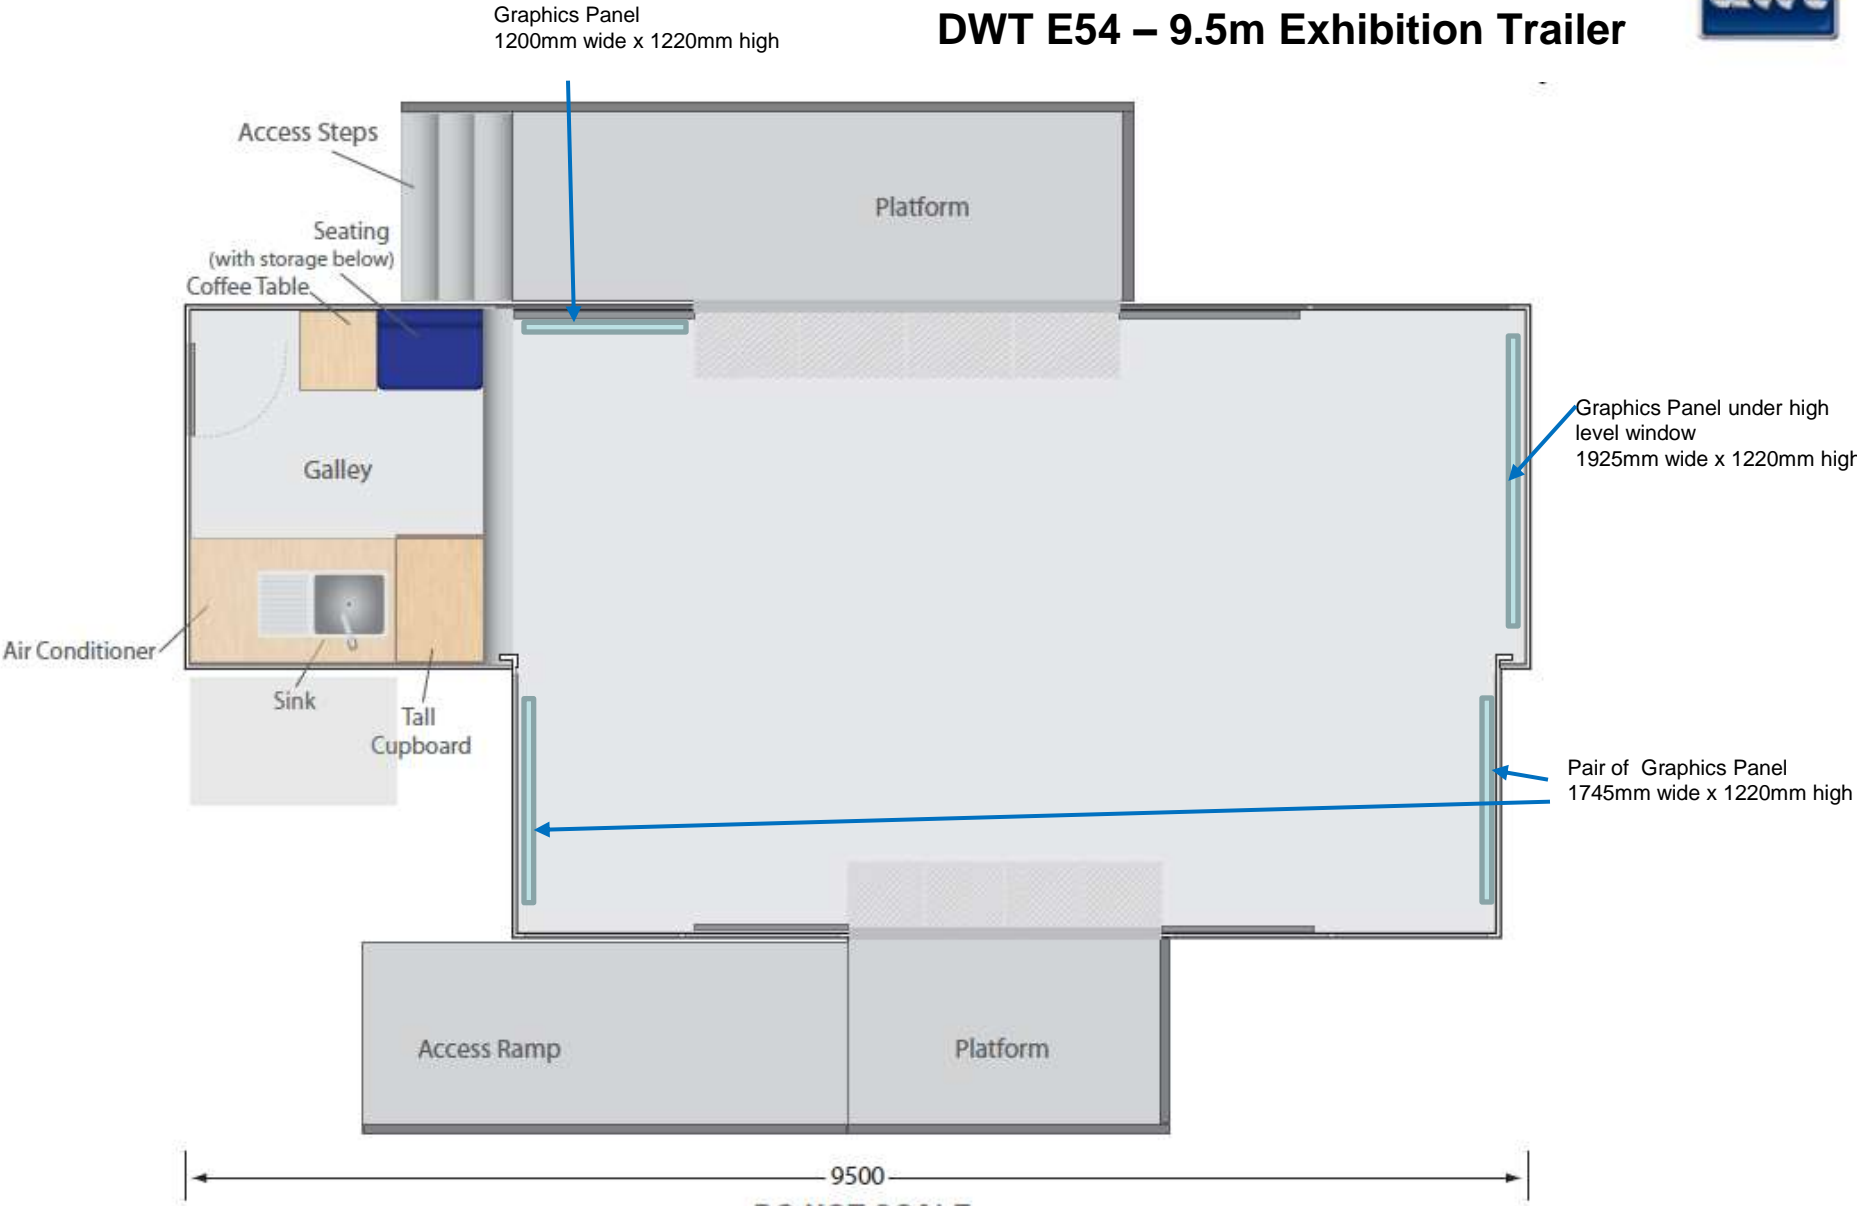 Graphics Panel
1200mm wide x 1220mm high
DWT E54 – 9.5m Exhibition Trailer
Access Steps
Platform
Seating
(with storage below)
Coffee Table
Graphics Panel under high
level window
1925mm wide x 1220mm high
Galley
Air Conditioner
Sink
Tall
Cupboard
Pair of  Graphics Panel
1745mm wide x 1220mm high
Access Ramp
Platform
9500